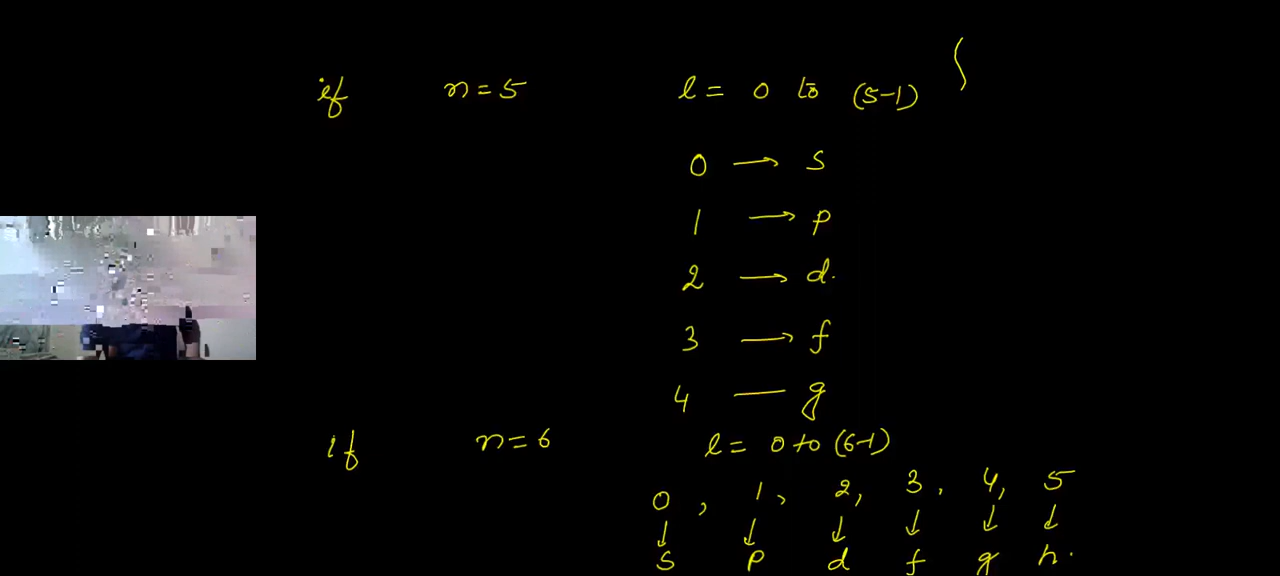 if n=5 l= 0 to (5-1)
0 → s
1 → p
2 → d.
3 → f
4 — g
if n=6 l= 0 to (6-1)
0, 1, 2, 3, 4, 5
↓ ↓ ↓ ↓ ↓ ↓
s p d f g h.